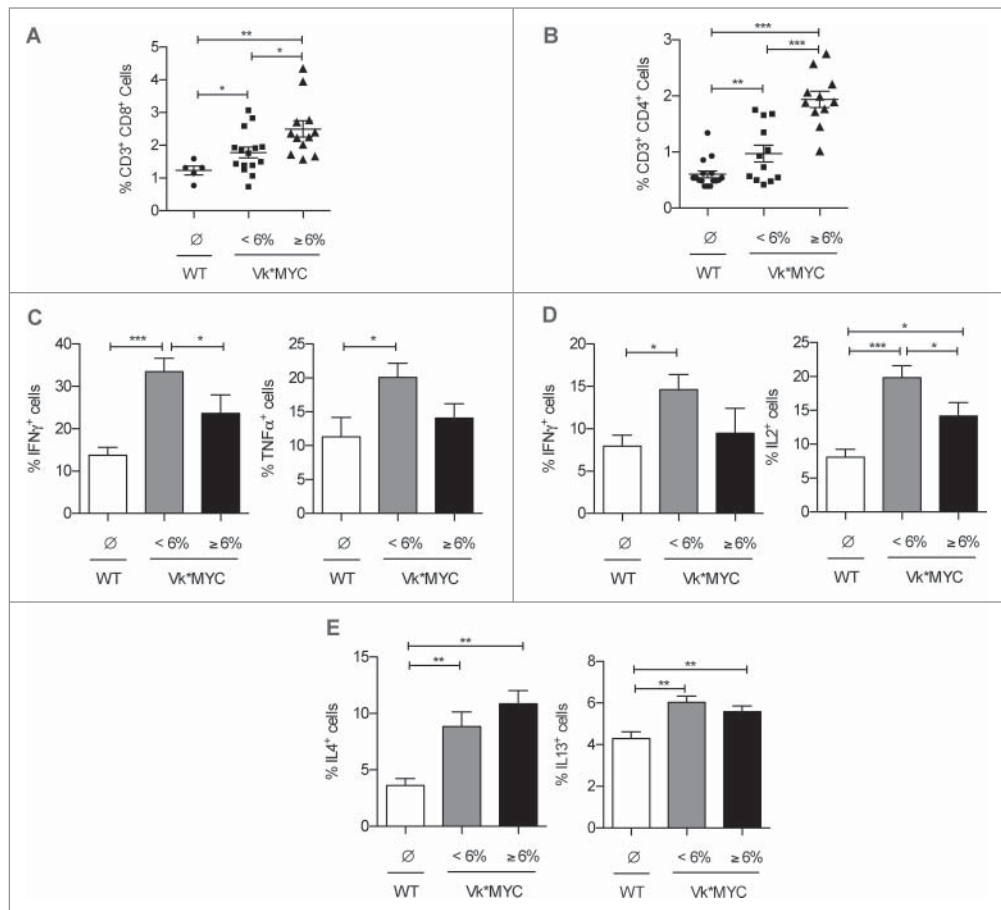 A
% CD3⁺ CD8⁺ Cells
5
4
3
2
1
0
**
*
*
∅ < 6% ≥ 6%
WT Vk*MYC
B
% CD3⁺ CD4⁺ Cells
3
2
1
0
***
***
**
∅ < 6% ≥ 6%
WT Vk*MYC
C
% IFNγ⁺ cells
40
30
20
10
0
*** *
∅ < 6% ≥ 6%
WT Vk*MYC
% TNFα⁺ cells
25
20
15
10
5
0
*
∅ < 6% ≥ 6%
WT Vk*MYC
D
% IFNγ⁺ cells
20
15
10
5
0
*
∅ < 6% ≥ 6%
WT Vk*MYC
% IL2⁺ cells
25
20
15
10
5
0
*
*** *
∅ < 6% ≥ 6%
WT Vk*MYC
E
% IL4⁺ cells
15
10
5
0
**
**
∅ < 6% ≥ 6%
WT Vk*MYC
% IL13⁺ cells
8
6
4
2
0
**
**
∅ < 6% ≥ 6%
WT Vk*MYC